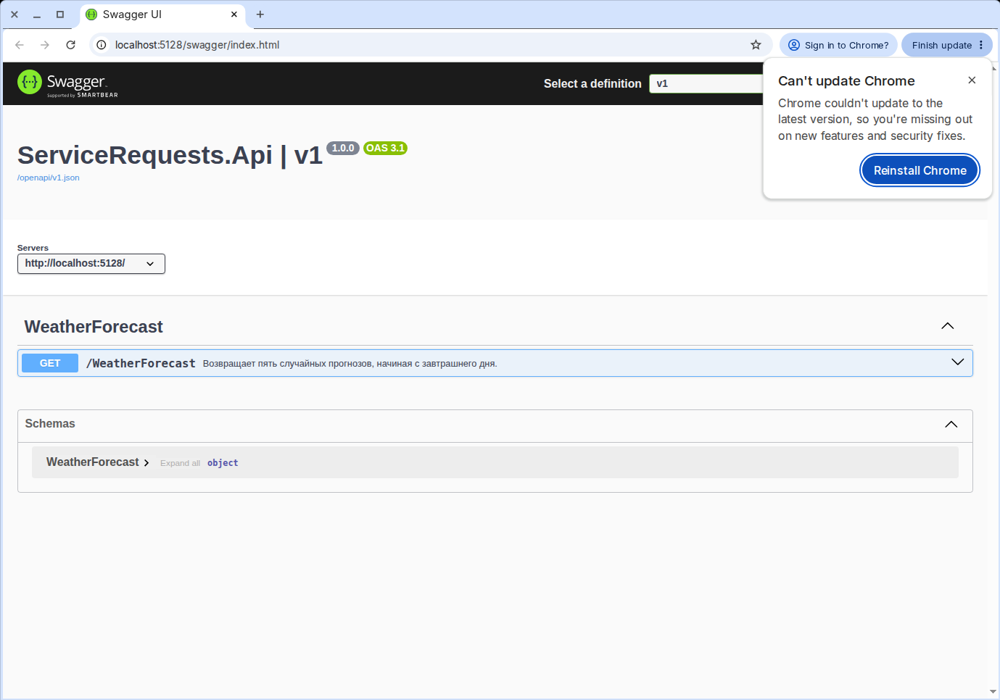 Swagger UI
localhost:5128/swagger/index.html
Sign in to Chrome?
Finish update
Swagger
Supported by SMARTBEAR
Select a definition
v1
Can't update Chrome
Chrome couldn't update to the
latest version, so you're missing out
on new features and security fixes.
Reinstall Chrome
ServiceRequests.Api | v1 1.0.0 OAS 3.1
/openapi/v1.json
Servers
http://localhost:5128/
WeatherForecast
GET /WeatherForecast Возвращает пять случайных прогнозов, начиная с завтрашнего дня.
Schemas
WeatherForecast Expand all object